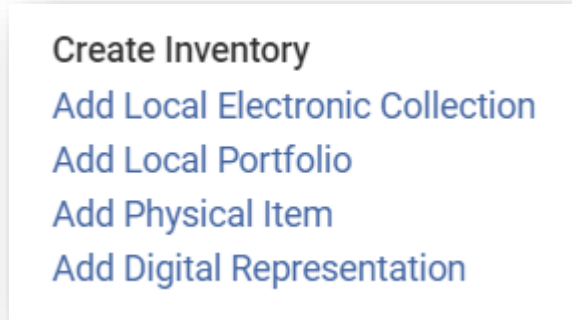 Create Inventory
Add Local Electronic Collection
Add Local Portfolio
Add Physical Item
Add Digital Representation